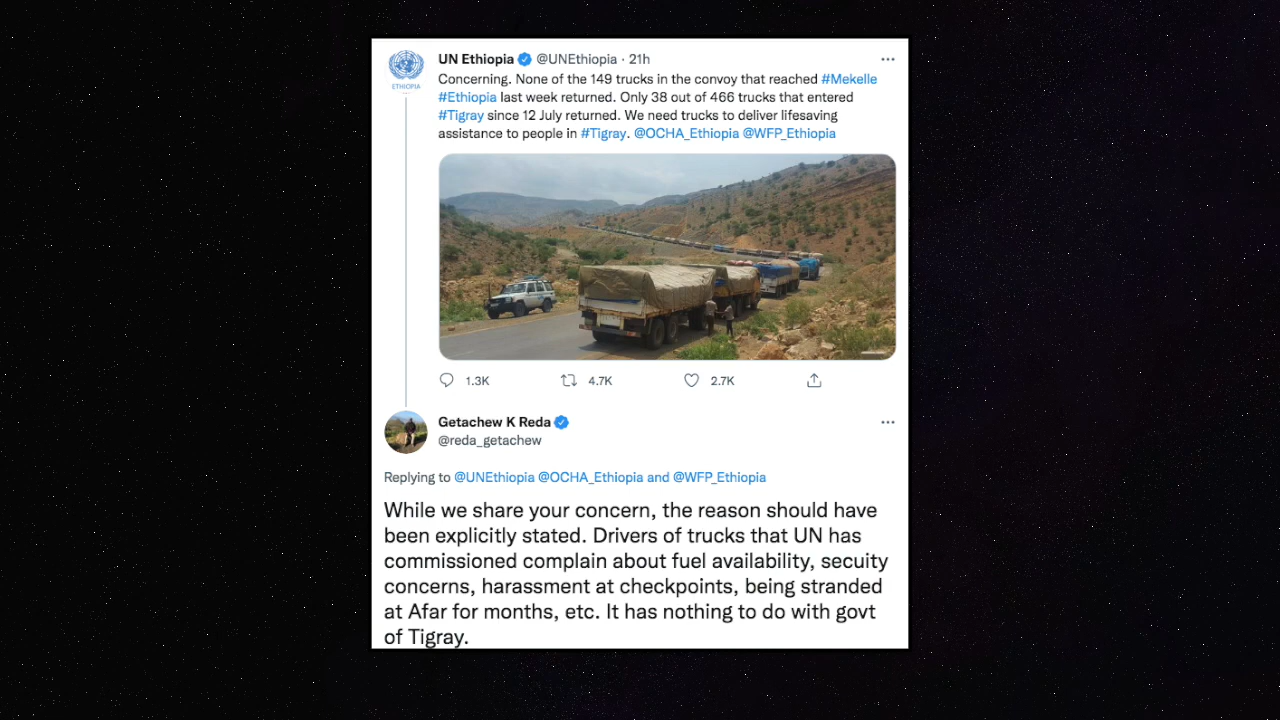 UN Ethiopia @UNEthiopia · 21h
ETHIOPIA
Concerning. None of the 149 trucks in the convoy that reached #Mekelle
#Ethiopia last week returned. Only 38 out of 466 trucks that entered
#Tigray since 12 July returned. We need trucks to deliver lifesaving
assistance to people in #Tigray. @OCHA_Ethiopia @WFP_Ethiopia
1.3K 4.7K 2.7K
Getachew K Reda
@reda_getachew
Replying to @UNEthiopia @OCHA_Ethiopia and @WFP_Ethiopia
While we share your concern, the reason should have
been explicitly stated. Drivers of trucks that UN has
commissioned complain about fuel availability, secuity
concerns, harassment at checkpoints, being stranded
at Afar for months, etc. It has nothing to do with govt
of Tigray.